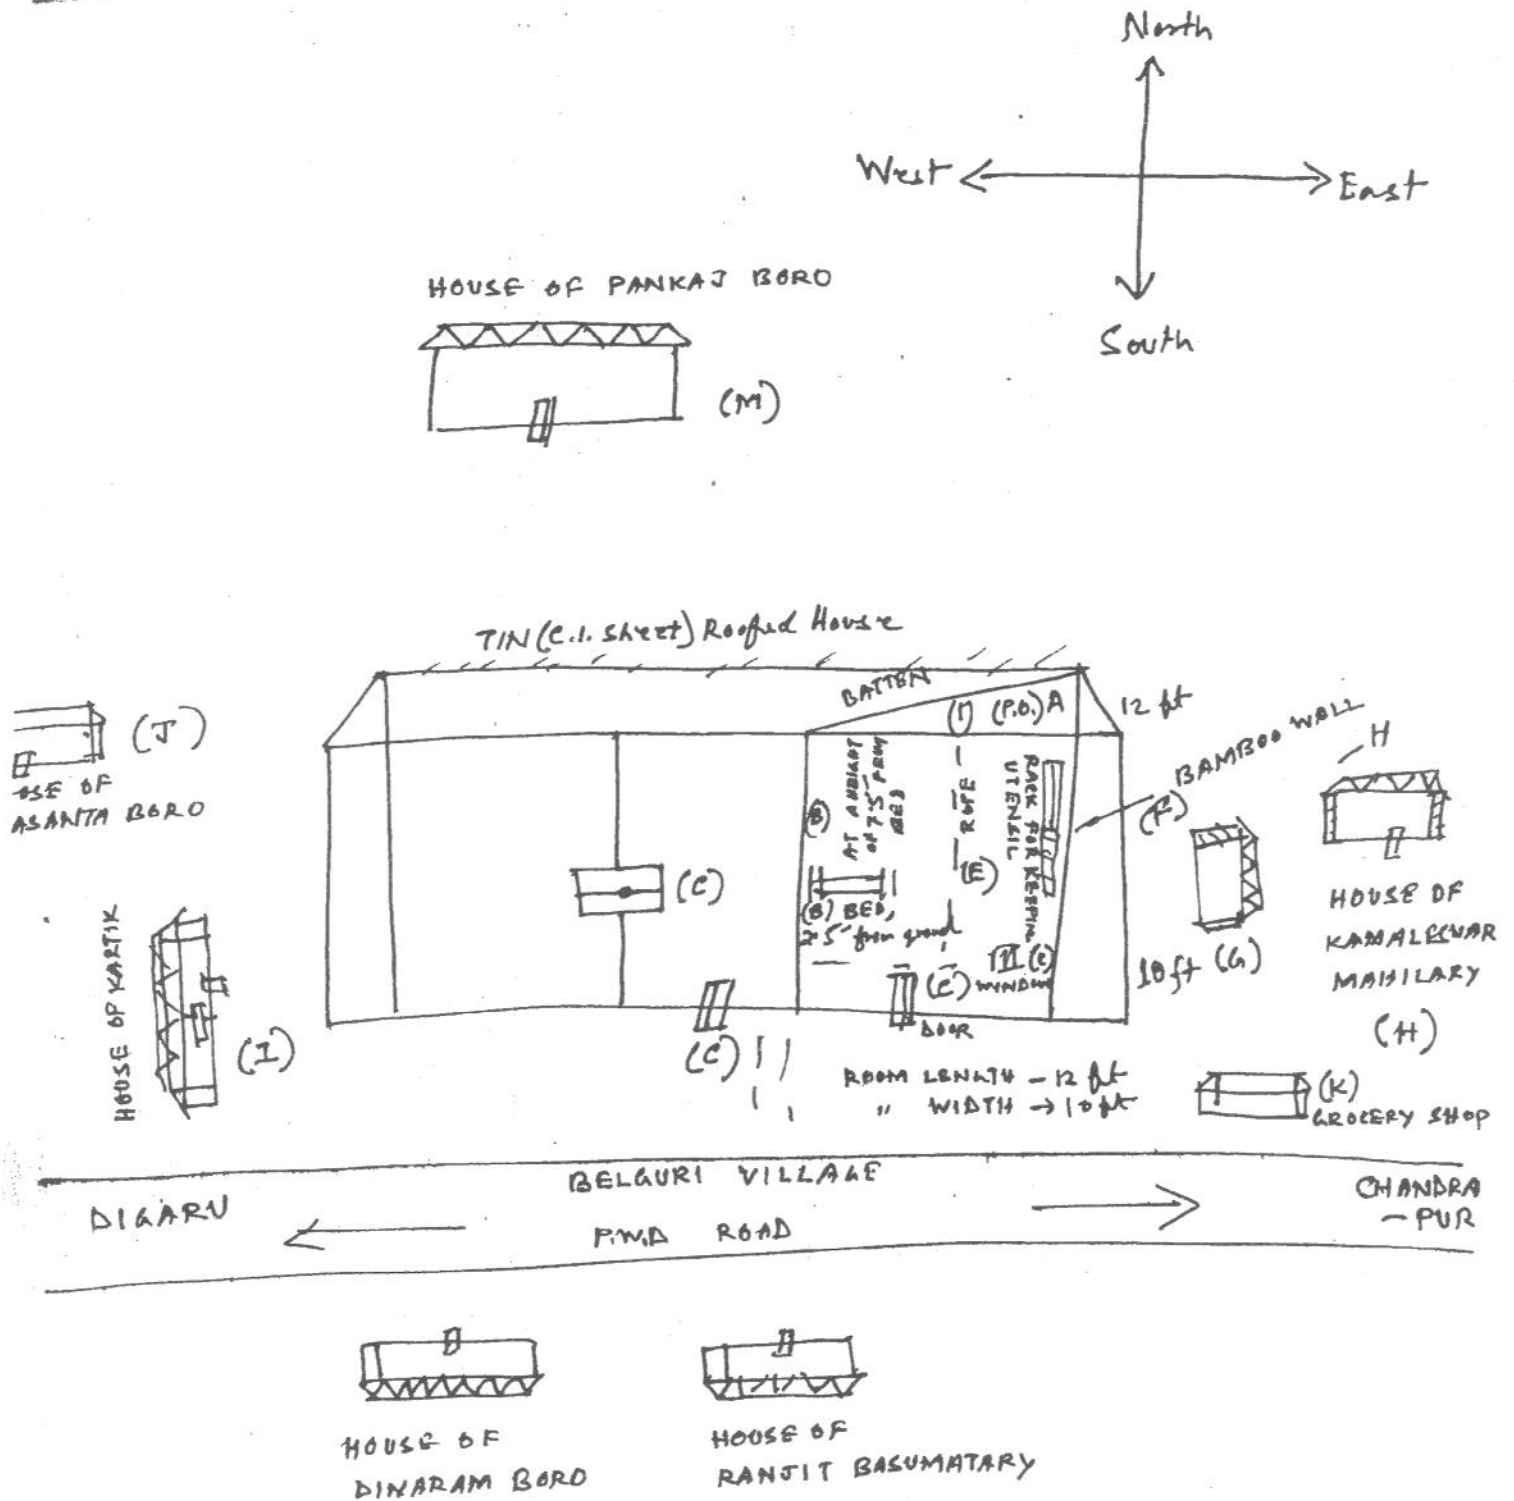 North
West
East
South
HOUSE OF PANKAJ BORO
(M)
TIN (C.I. Sheet) Roofed House
BATTEN
(1) (P.O.) A
12 ft
BAMBOO WALL
H
(J)
OSE OF
ASANTA BORO
(B)
AT A HEIGHT
OF 7.5" FROM
BED
ROPE
(E)
RACK FOR KEEPING
UTENSIL
(F)
(C)
(B) BED,
2.5" from ground
(C) WINDOW
(C)
DOOR
10 ft
(G)
HOUSE OF
KAMALESWAR
MAHILARY
(H)
HOUSE OF KARTIK
(I)
(C)
ROOM LENGTH - 12 ft
" WIDTH → 10 ft
(K)
GROCERY SHOP
BELGURI VILLAGE
DIGARU
P.W.D ROAD
CHANDRA
- PUR
HOUSE OF
DINARAM BORO
HOUSE OF
RANJIT BASUMATARY